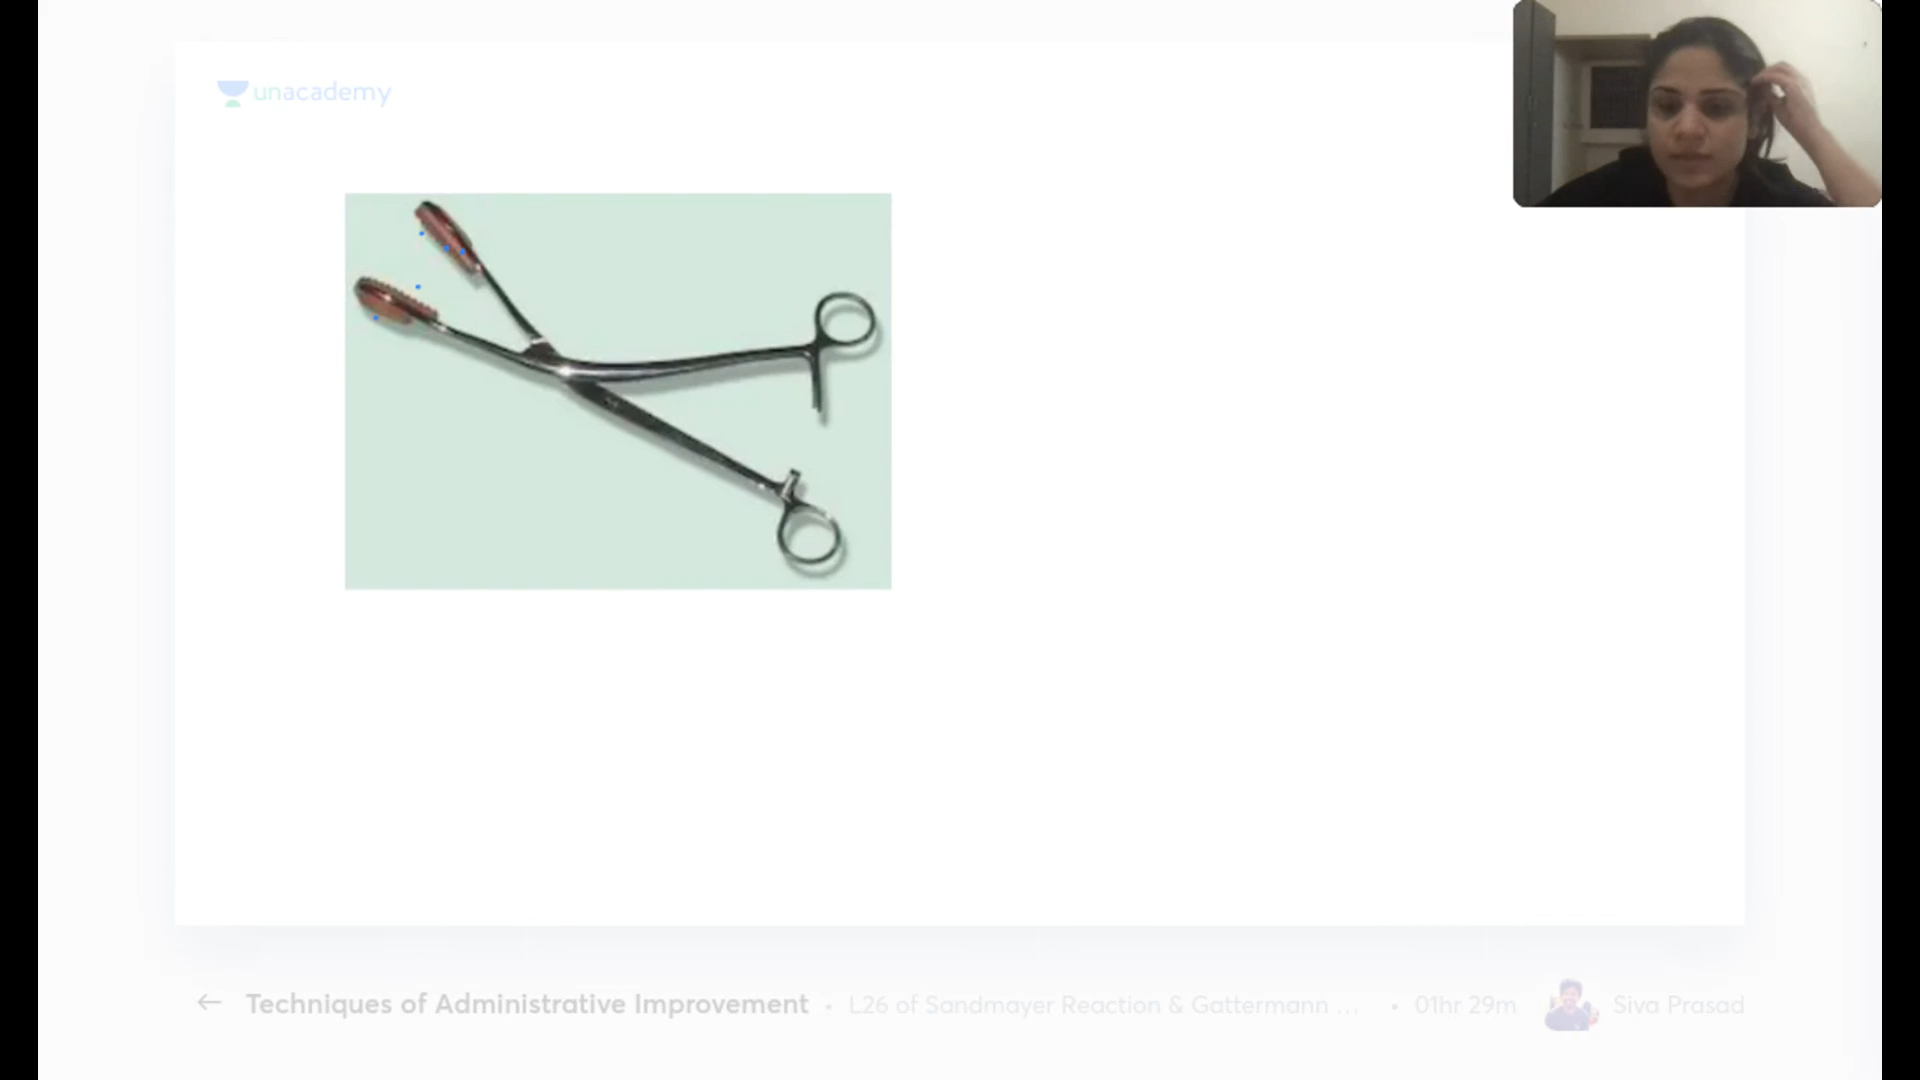 unacademy
Techniques of Administrative Improvement • L26 of Sandmayer Reaction & Gattermann ... • 01hr 29m Siva Prasad